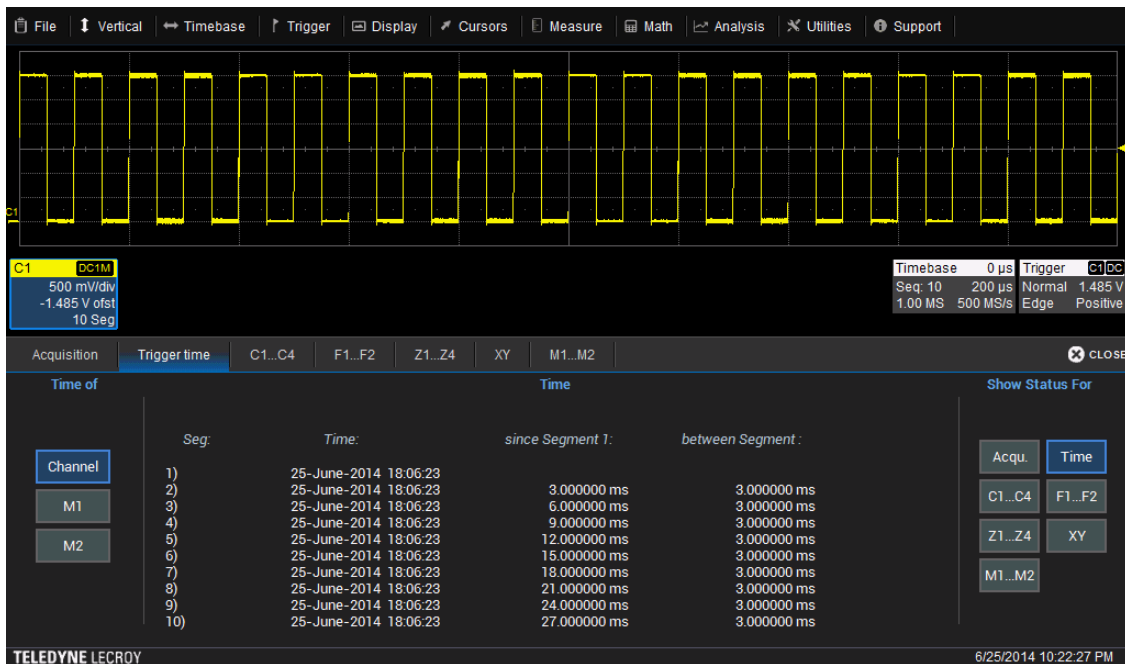 File Vertical Timebase Trigger Display Cursors Measure Math Analysis Utilities Support
C1
C1 DC1M
500 mV/div
-1.485 V ofst
10 Seg
Timebase 0 µs
Seq: 10 200 µs
1.00 MS 500 MS/s
Trigger C1 DC
Normal 1.485 V
Edge Positive
Acquisition Trigger time C1...C4 F1...F2 Z1...Z4 XY M1...M2 CLOSE
Time of
Channel
M1
M2
Time
Seg: Time: since Segment 1: between Segment :
1) 25-June-2014 18:06:23
2) 25-June-2014 18:06:23 3.000000 ms 3.000000 ms
3) 25-June-2014 18:06:23 6.000000 ms 3.000000 ms
4) 25-June-2014 18:06:23 9.000000 ms 3.000000 ms
5) 25-June-2014 18:06:23 12.000000 ms 3.000000 ms
6) 25-June-2014 18:06:23 15.000000 ms 3.000000 ms
7) 25-June-2014 18:06:23 18.000000 ms 3.000000 ms
8) 25-June-2014 18:06:23 21.000000 ms 3.000000 ms
9) 25-June-2014 18:06:23 24.000000 ms 3.000000 ms
10) 25-June-2014 18:06:23 27.000000 ms 3.000000 ms
Show Status For
Acqu. Time
C1...C4 F1...F2
Z1...Z4 XY
M1...M2
TELEDYNE LECROY
6/25/2014 10:22:27 PM